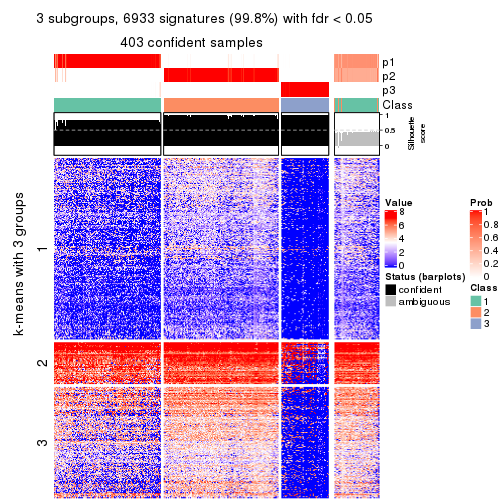 3 subgroups, 6933 signatures (99.8%) with fdr < 0.05
403 confident samples
p1
p2
p3
Class
1
0.5
0
Silhouette
score
k-means with 3 groups
1
2
3
Value
8
6
4
2
0
Prob
1
0.8
0.6
0.4
0.2
0
Status (barplots)
confident
ambiguous
Class
1
2
3